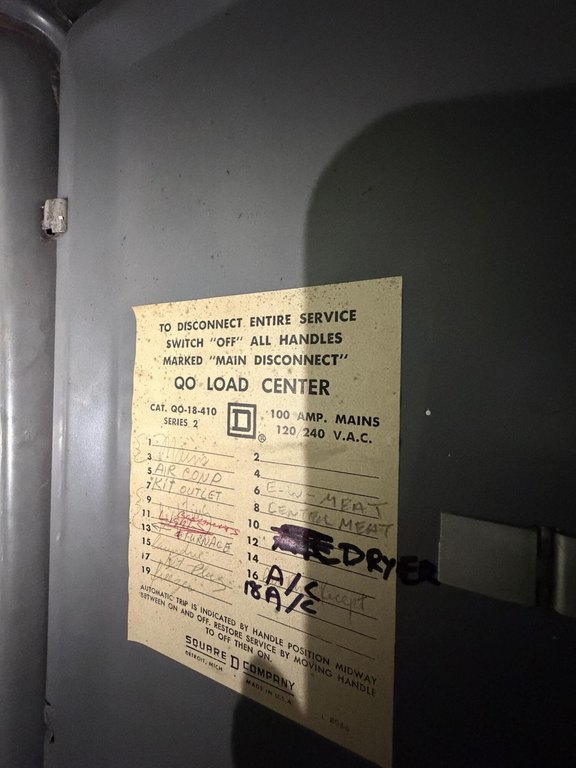 TO DISCONNECT ENTIRE SERVICE
SWITCH "OFF" ALL HANDLES
MARKED "MAIN DISCONNECT"
QO LOAD CENTER
CAT. QO-18-410
SERIES 2
D
®
100 AMP. MAINS
120/240 V.A.C.
1
3
5 AIR COND
7 KIT OUTLET
9
11 LIGHTS
13 & FURNACE
15
17
19
2
4
6 E-W-MEAT
8 CENTER MEAT
10
12 DRYER
14
16 A/C
18 A/C
AUTOMATIC TRIP IS INDICATED BY HANDLE POSITION MIDWAY
BETWEEN ON AND OFF. RESTORE SERVICE BY MOVING HANDLE
TO OFF THEN ON.
SQUARE D COMPANY
DETROIT, MICH.
MADE IN U.S.A.